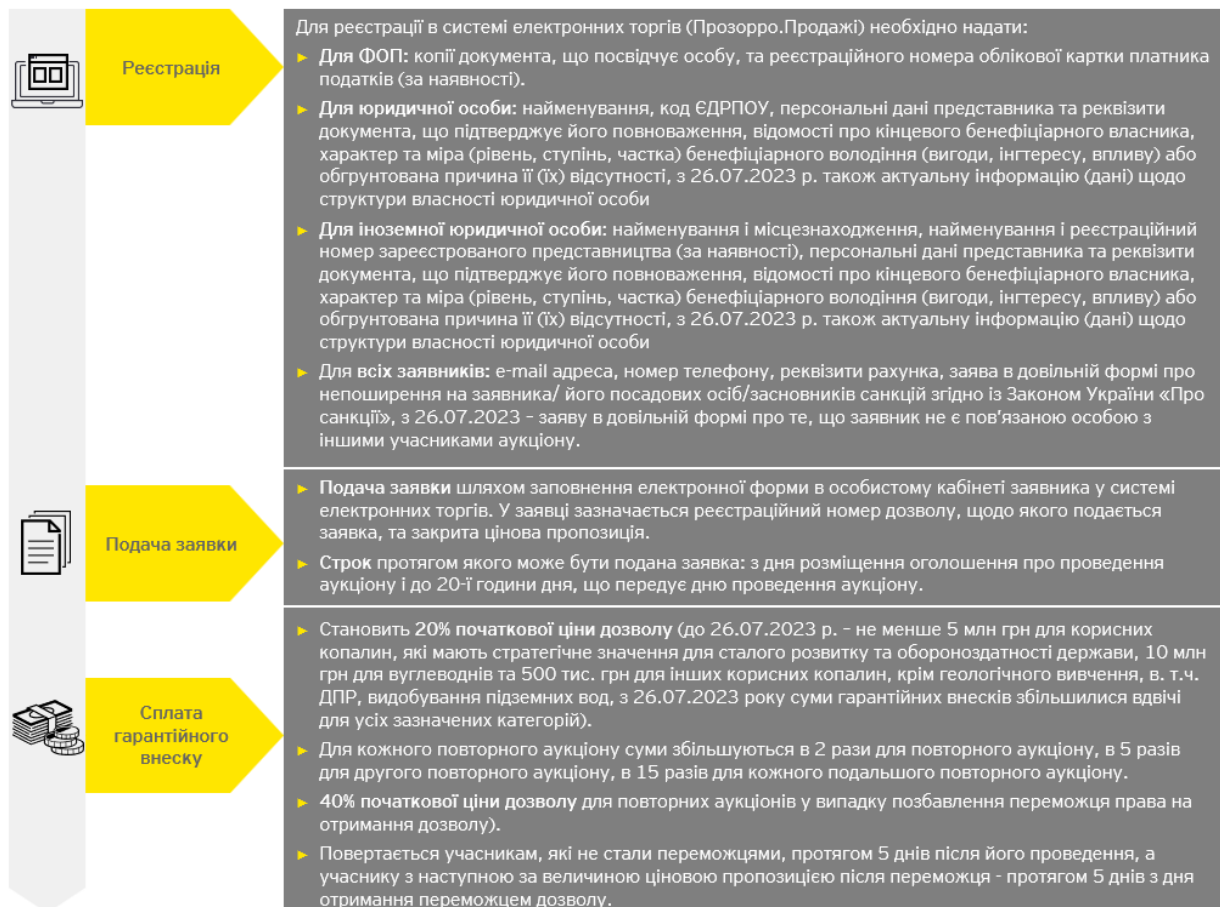 Реєстрація
Для реєстрації в системі електронних торгів (Прозорро.Продажі) необхідно надати:
► Для ФОП: копії документа, що посвідчує особу, та реєстраційного номера облікової картки платника
податків (за наявності).
► Для юридичної особи: найменування, код ЄДРПОУ, персональні дані представника та реквізити
документа, що підтверджує його повноваження, відомості про кінцевого бенефіціарного власника,
характер та міра (рівень, ступінь, частка) бенефіціарного володіння (вигоди, інгтересу, впливу) або
обгрунтована причина її (їх) відсутності, з 26.07.2023 р. також актуальну інформацію (дані) щодо
структури власності юридичної особи
► Для іноземної юридичної особи: найменування і місцезнаходження, найменування і реєстраційний
номер зареєстрованого представництва (за наявності), персональні дані представника та реквізити
документа, що підтверджує його повноваження, відомості про кінцевого бенефіціарного власника,
характер та міра (рівень, ступінь, частка) бенефіціарного володіння (вигоди, інгтересу, впливу) або
обгрунтована причина її (їх) відсутності, з 26.07.2023 р. також актуальну інформацію (дані) щодо
структури власності юридичної особи
► Для всіх заявників: e-mail адреса, номер телефону, реквізити рахунка, заява в довільній формі про
непоширення на заявника/ його посадових осіб/засновників санкцій згідно із Законом України «Про
санкції», з 26.07.2023 – заяву в довільній формі про те, що заявник не є пов’язаною особою з
іншими учасниками аукціону.
Подача заявки
► Подача заявки шляхом заповнення електронної форми в особистому кабінеті заявника у системі
електронних торгів. У заявці зазначається реєстраційний номер дозволу, щодо якого подається
заявка, та закрита цінова пропозиція.
► Строк протягом якого може бути подана заявка: з дня розміщення оголошення про проведення
аукціону і до 20-ї години дня, що передує дню проведення аукціону.
Сплата
гарантійного
внеску
► Становить 20% початкової ціни дозволу (до 26.07.2023 р. – не менше 5 млн грн для корисних
копалин, які мають стратегічне значення для сталого розвитку та обороноздатності держави, 10 млн
грн для вуглеводнів та 500 тис. грн для інших корисних копалин, крім геологічного вивчення, в. т.ч.
ДПР, видобування підземних вод, з 26.07.2023 року суми гарантійних внесків збільшилися вдвічі
для усіх зазначених категорій).
► Для кожного повторного аукціону суми збільшуються в 2 рази для повторного аукціону, в 5 разів
для другого повторного аукціону, в 15 разів для кожного подальшого повторного аукціону.
► 40% початкової ціни дозволу для повторних аукціонів у випадку позбавлення переможця права на
отримання дозволу).
► Повертається учасникам, які не стали переможцями, протягом 5 днів після його проведення, а
учаснику з наступною за величиною ціновою пропозицією після переможця - протягом 5 днів з дня
отримання переможцем дозволу.